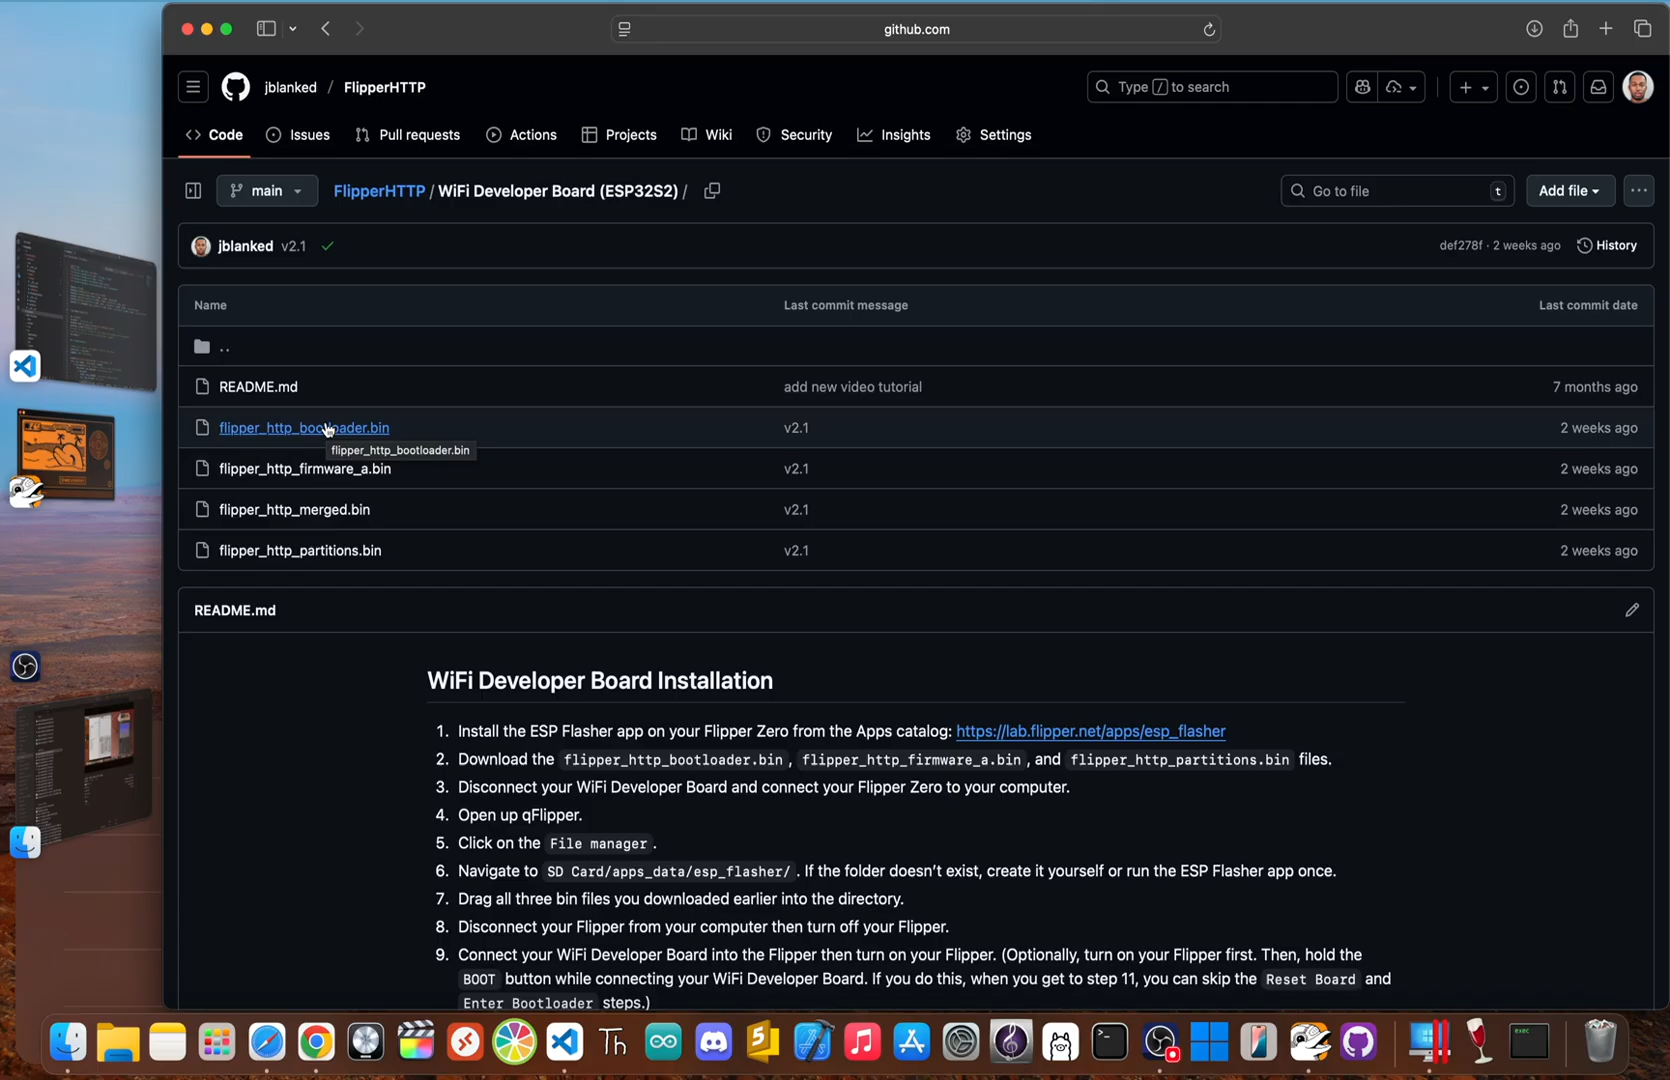 github.com
jblanked / FlipperHTTP
Type / to search
Code Issues Pull requests Actions Projects Wiki Security Insights Settings
main
FlipperHTTP / WiFi Developer Board (ESP32S2) /
Go to file t
Add file
jblanked v2.1
def278f · 2 weeks ago History
Name Last commit message Last commit date
..
README.md add new video tutorial 7 months ago
flipper_http_bootloader.bin v2.1 2 weeks ago
flipper_http_bootloader.bin
flipper_http_firmware_a.bin v2.1 2 weeks ago
flipper_http_merged.bin v2.1 2 weeks ago
flipper_http_partitions.bin v2.1 2 weeks ago
README.md
WiFi Developer Board Installation
1. Install the ESP Flasher app on your Flipper Zero from the Apps catalog: https://lab.flipper.net/apps/esp_flasher
2. Download the flipper_http_bootloader.bin , flipper_http_firmware_a.bin , and flipper_http_partitions.bin files.
3. Disconnect your WiFi Developer Board and connect your Flipper Zero to your computer.
4. Open up qFlipper.
5. Click on the File manager .
6. Navigate to SD Card/apps_data/esp_flasher/ . If the folder doesn't exist, create it yourself or run the ESP Flasher app once.
7. Drag all three bin files you downloaded earlier into the directory.
8. Disconnect your Flipper from your computer then turn off your Flipper.
9. Connect your WiFi Developer Board into the Flipper then turn on your Flipper. (Optionally, turn on your Flipper first. Then, hold the
BOOT button while connecting your WiFi Developer Board. If you do this, when you get to step 11, you can skip the Reset Board and
Enter Bootloader steps.)
Th
5
exec